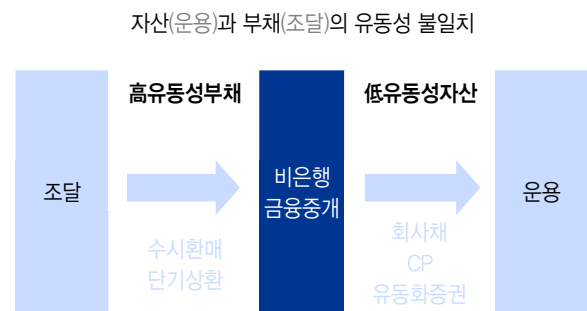 자산(운용)과 부채(조달)의 유동성 불일치
高유동성부채
低유동성자산
조달
비은행
금융중개
운용
수시환매
단기상환
회사채
CP
유동화증권